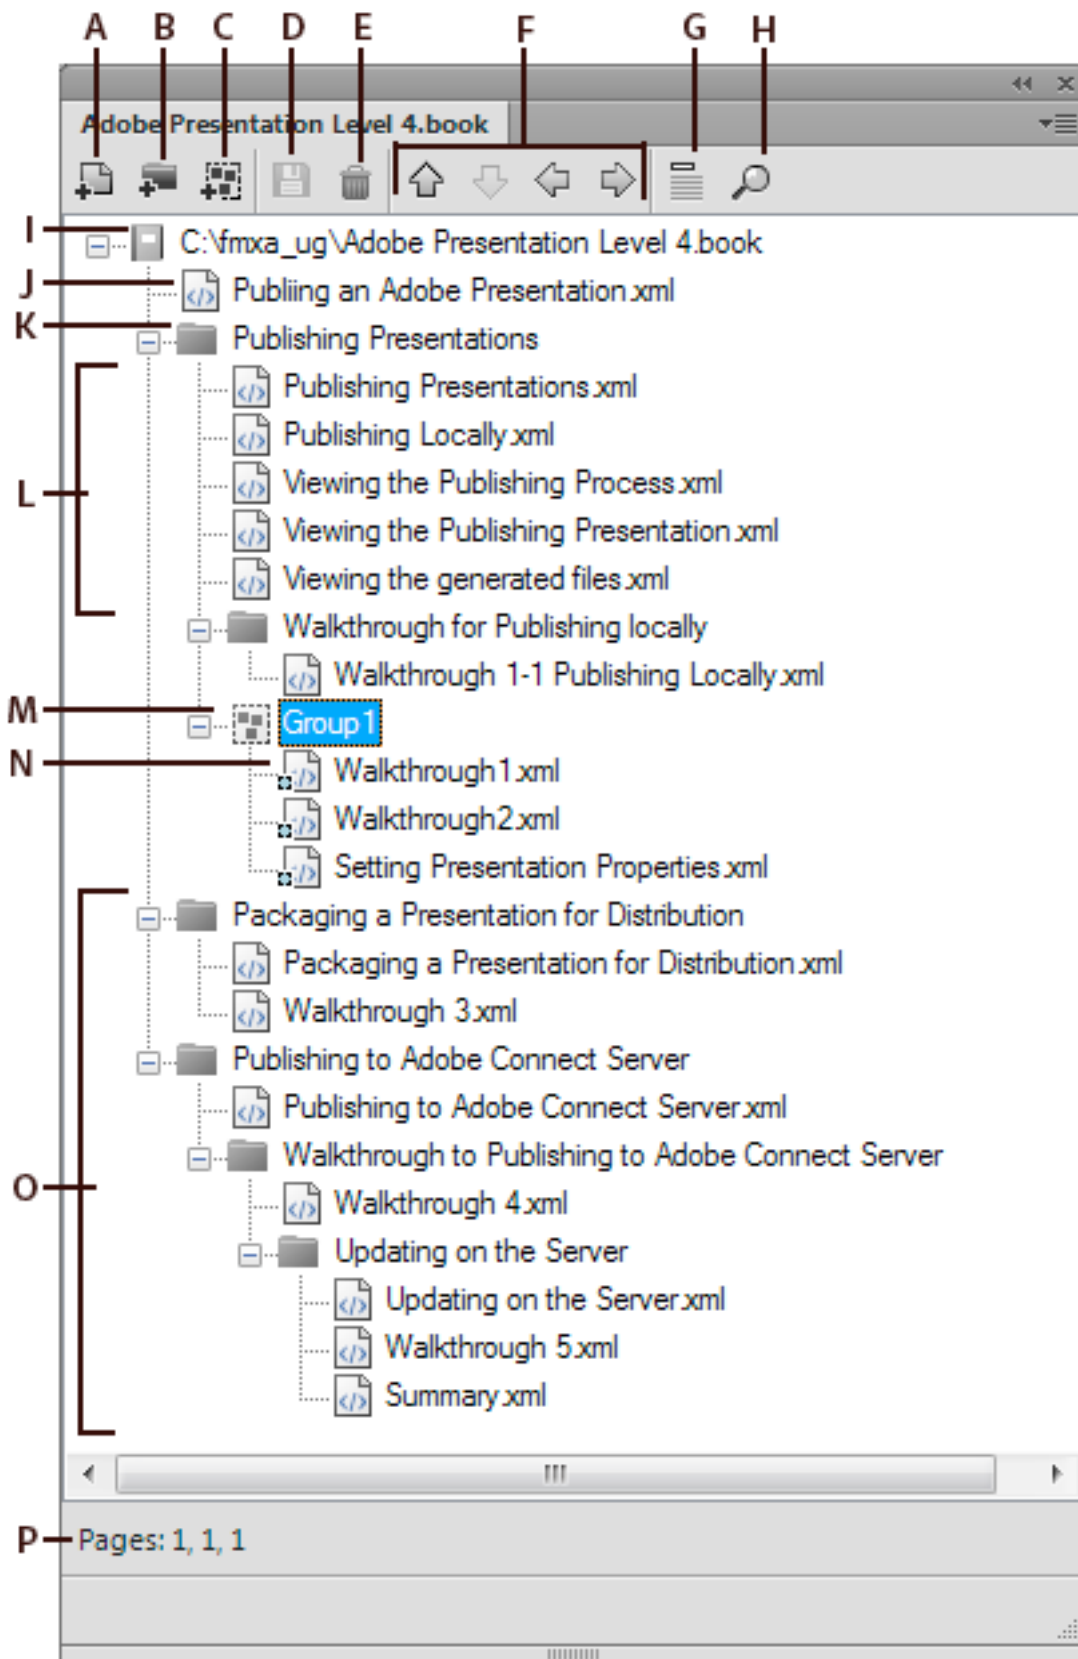 A B C D E F G H
Adobe Presentation Level 4.book
I C:\fmxa_ug\Adobe Presentation Level 4.book
J Publiing an Adobe Presentation.xml
K Publishing Presentations
Publishing Presentations.xml
Publishing Locally.xml
L Viewing the Publishing Process.xml
Viewing the Publishing Presentation.xml
Viewing the generated files.xml
Walkthrough for Publishing locally
Walkthrough 1-1 Publishing Locally.xml
M Group1
N Walkthrough1.xml
Walkthrough2.xml
Setting Presentation Properties.xml
Packaging a Presentation for Distribution
Packaging a Presentation for Distribution.xml
Walkthrough 3.xml
Publishing to Adobe Connect Server
Publishing to Adobe Connect Server.xml
Walkthrough to Publishing to Adobe Connect Server
O Walkthrough 4.xml
Updating on the Server
Updating on the Server.xml
Walkthrough 5.xml
Summary.xml
P Pages: 1, 1, 1